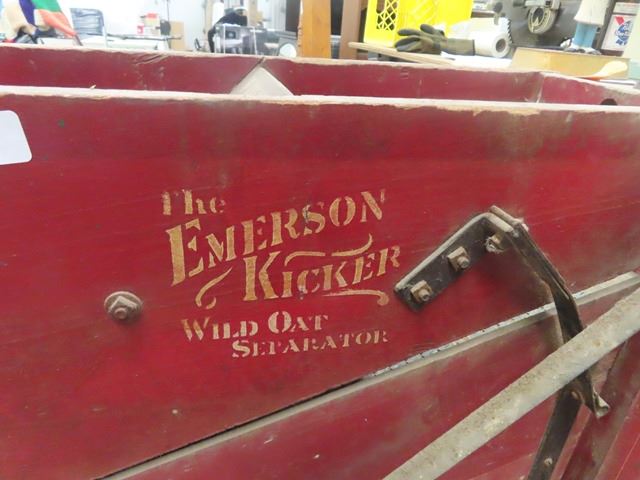 The
EMERSON
KICKER
WILD OAT
SEPARATOR